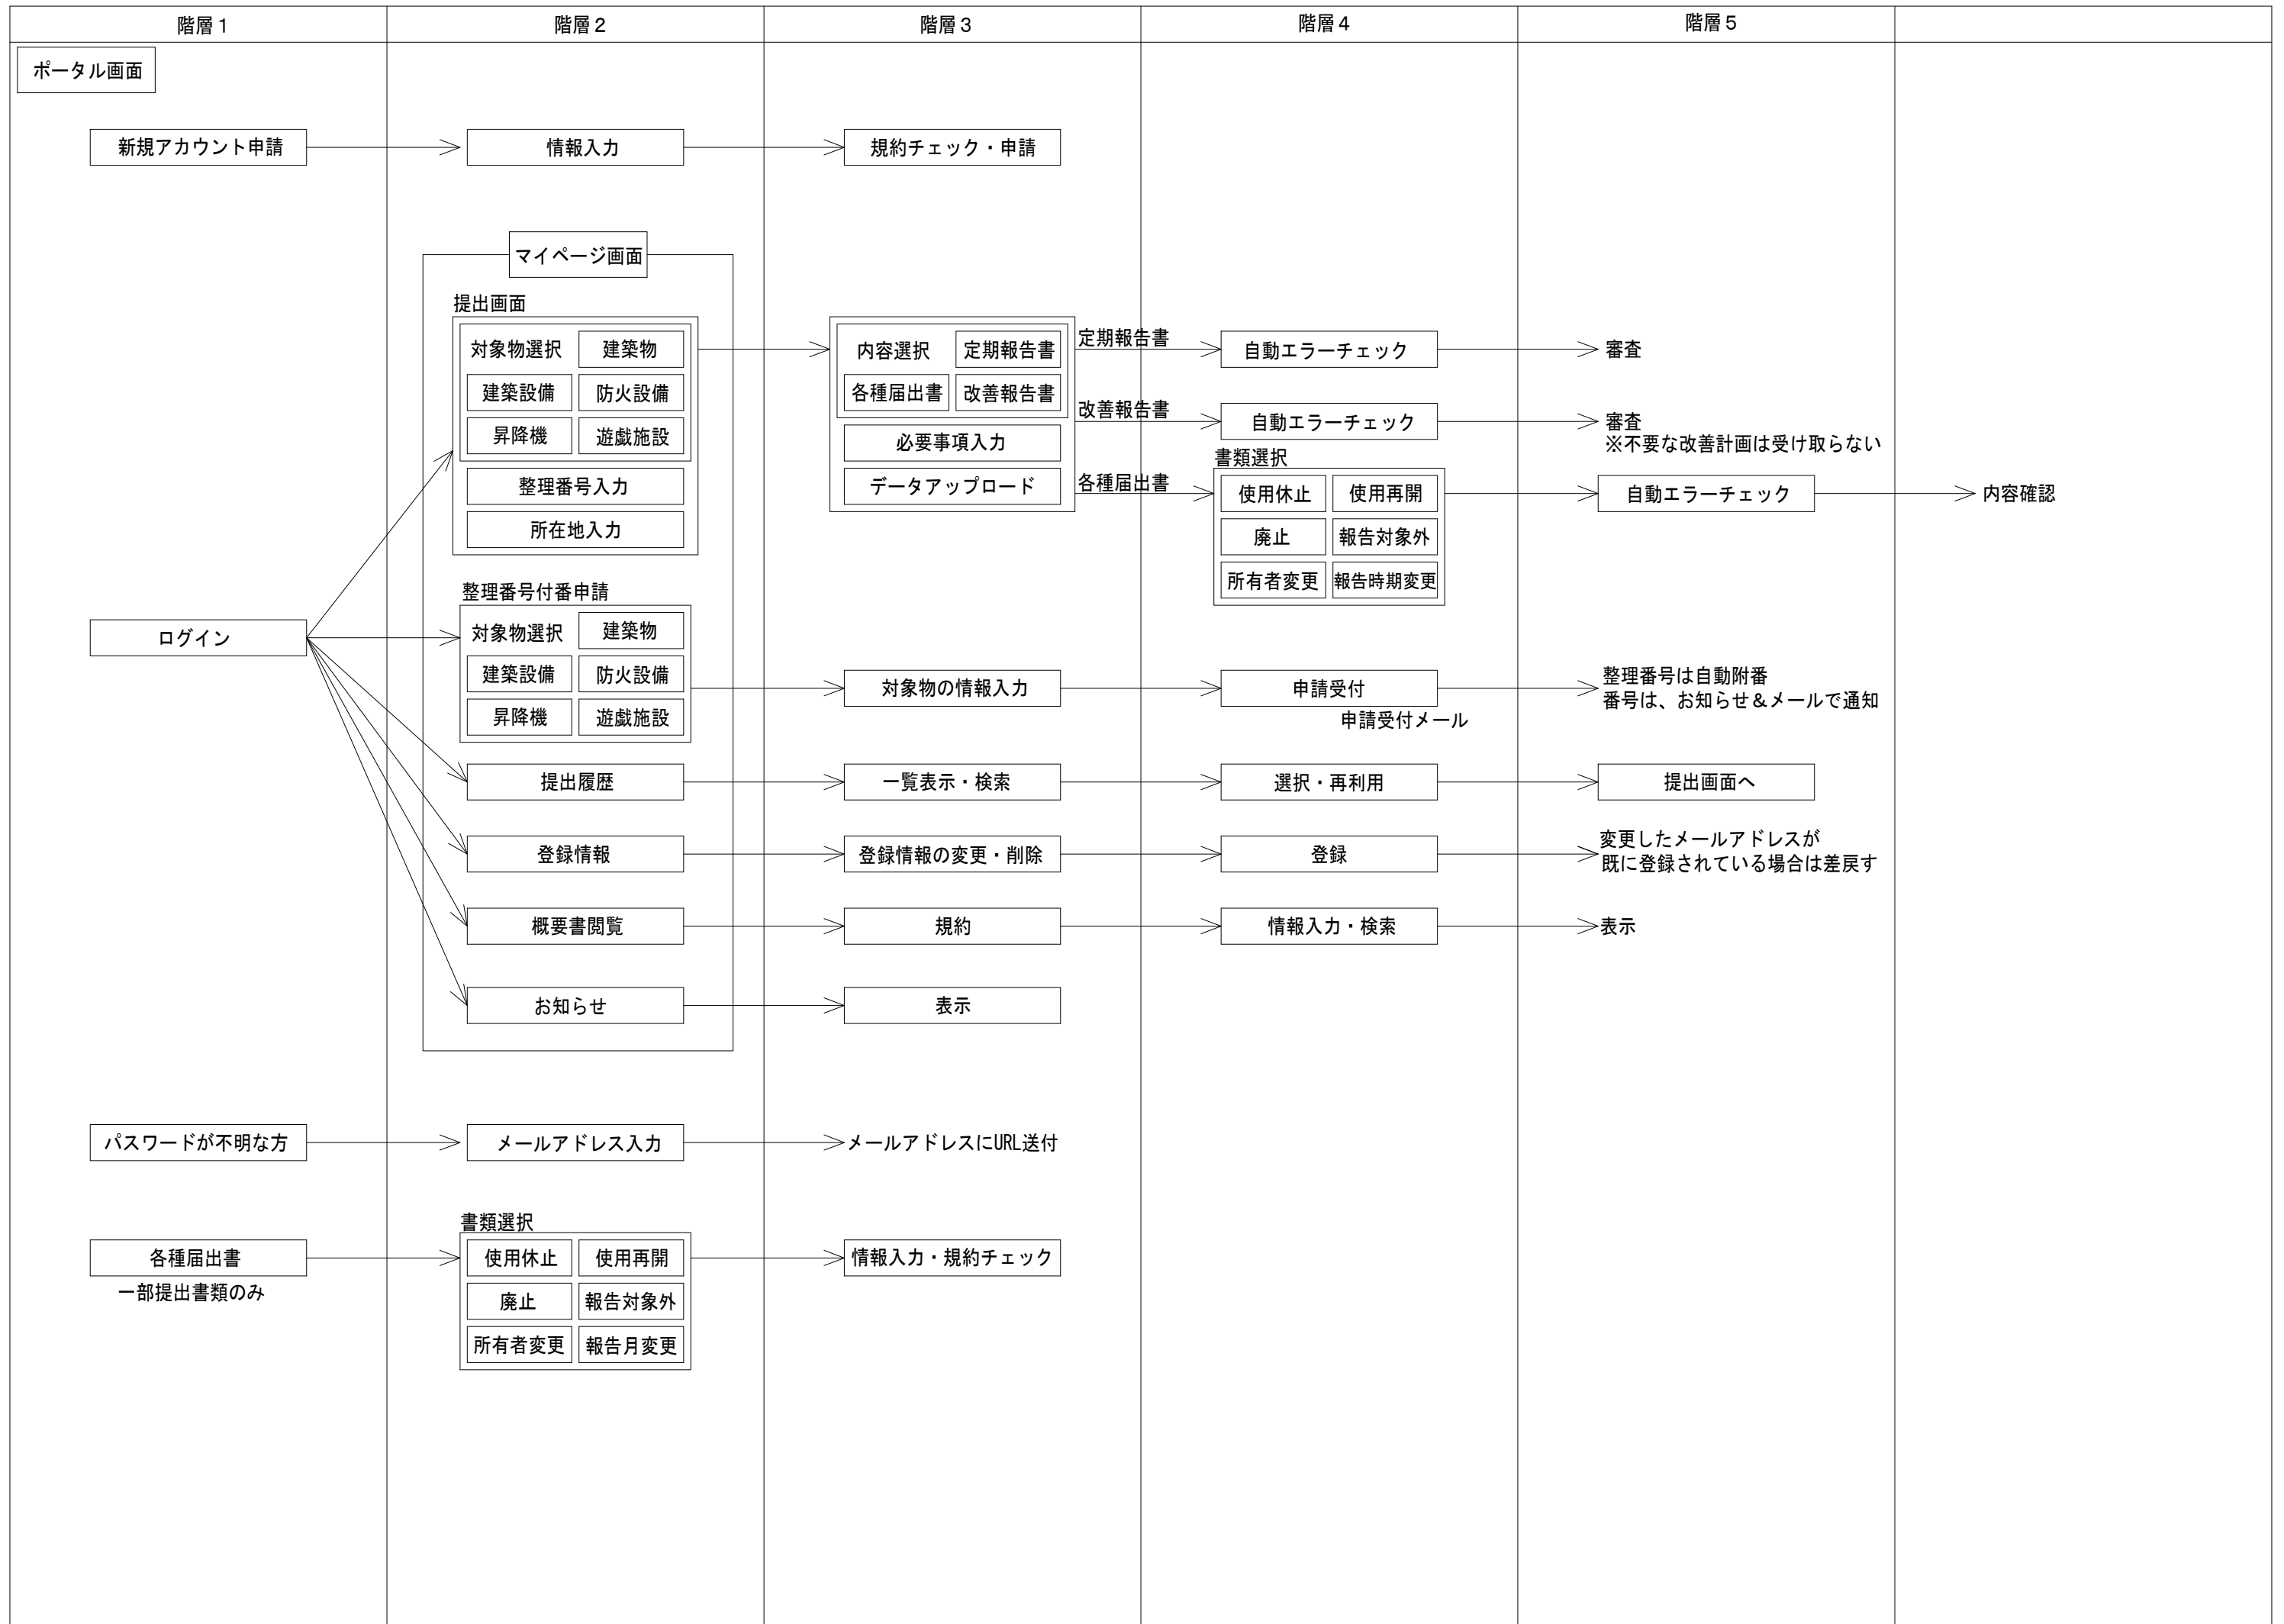 階層１
階層２
階層３
階層４
階層５
ポータル画面
新規アカウント申請
情報入力
規約チェック・申請
マイページ画面
提出画面
対象物選択
建築物
建築設備
防火設備
昇降機
遊戯施設
整理番号入力
所在地入力
内容選択
定期報告書
各種届出書
改善報告書
必要事項入力
データアップロード
定期報告書
自動エラーチェック
審査
改善報告書
自動エラーチェック
審査
※不要な改善計画は受け取らない
各種届出書
書類選択
使用休止
使用再開
廃止
報告対象外
所有者変更
報告時期変更
自動エラーチェック
内容確認
ログイン
整理番号付番申請
対象物選択
建築物
建築設備
防火設備
昇降機
遊戯施設
対象物の情報入力
申請受付
申請受付メール
整理番号は自動附番
番号は、お知らせ＆メールで通知
提出履歴
一覧表示・検索
選択・再利用
提出画面へ
登録情報
登録情報の変更・削除
登録
変更したメールアドレスが
既に登録されている場合は差戻す
概要書閲覧
規約
情報入力・検索
表示
お知らせ
表示
パスワードが不明な方
メールアドレス入力
メールアドレスにURL送付
各種届出書
一部提出書類のみ
書類選択
使用休止
使用再開
廃止
報告対象外
所有者変更
報告月変更
情報入力・規約チェック